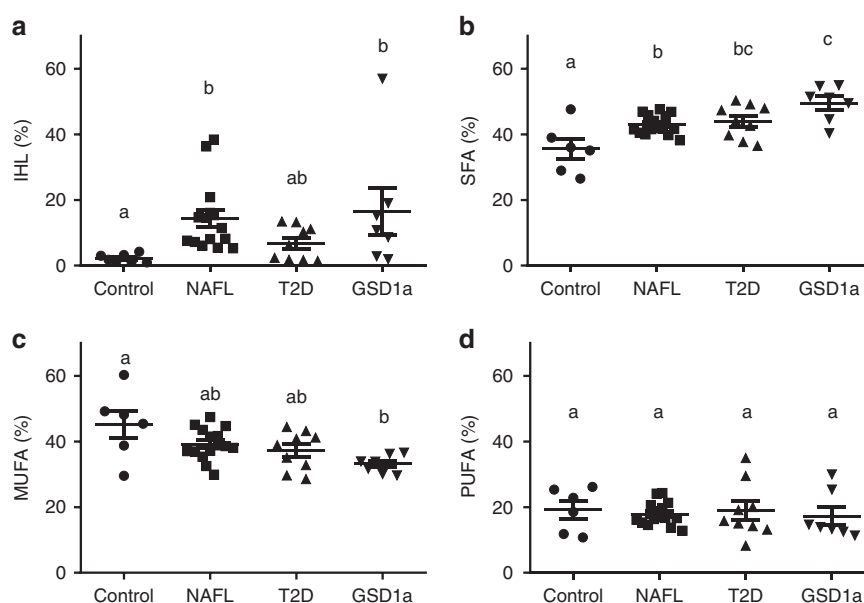 a
b
60
40
20
0
IHL (%)
a
b
ab
b
Control
NAFL
T2D
GSD1a
60
40
20
0
SFA (%)
a
b
bc
c
Control
NAFL
T2D
GSD1a
c
d
60
40
20
0
MUFA (%)
a
ab
ab
b
Control
NAFL
T2D
GSD1a
60
40
20
0
PUFA (%)
a
a
a
a
Control
NAFL
T2D
GSD1a